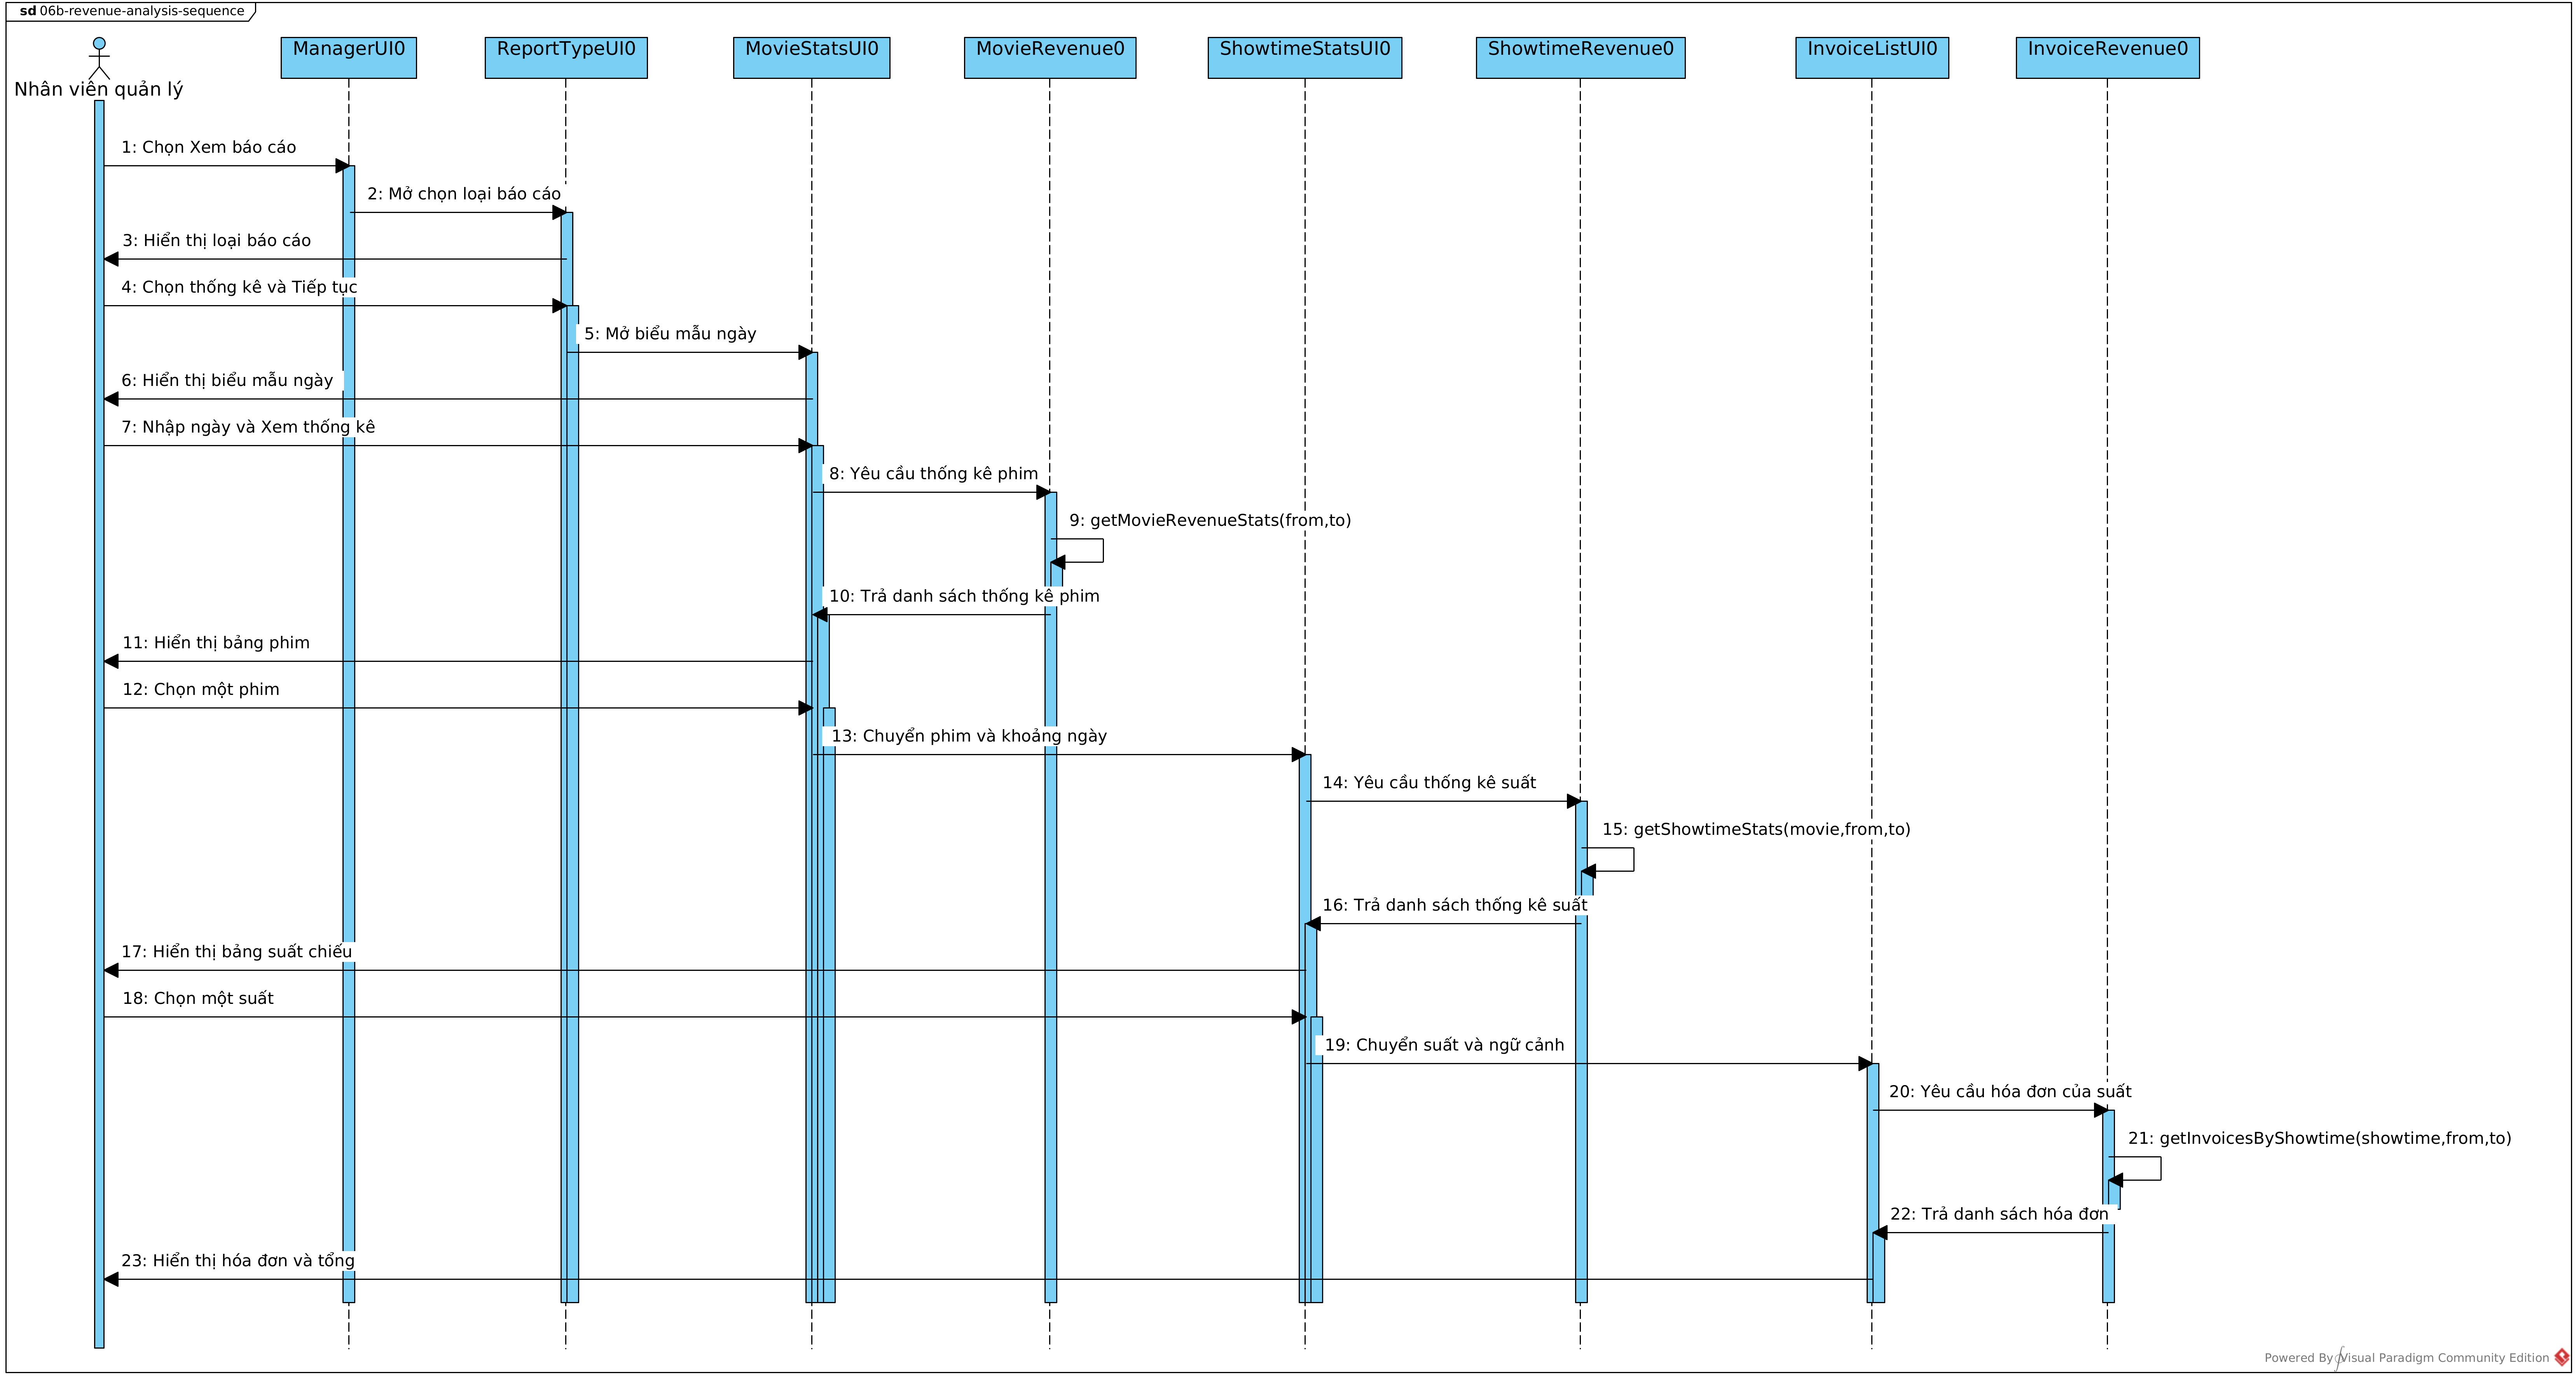 sd 06b-revenue-analysis-sequence
Nhân viên quản lý
ManagerUI0
ReportTypeUI0
MovieStatsUI0
MovieRevenue0
ShowtimeStatsUI0
ShowtimeRevenue0
InvoiceListUI0
InvoiceRevenue0
1: Chọn Xem báo cáo
2: Mở chọn loại báo cáo
3: Hiển thị loại báo cáo
4: Chọn thống kê và Tiếp tục
5: Mở biểu mẫu ngày
6: Hiển thị biểu mẫu ngày
7: Nhập ngày và Xem thống kê
8: Yêu cầu thống kê phim
9: getMovieRevenueStats(from,to)
10: Trả danh sách thống kê phim
11: Hiển thị bảng phim
12: Chọn một phim
13: Chuyển phim và khoảng ngày
14: Yêu cầu thống kê suất
15: getShowtimeStats(movie,from,to)
16: Trả danh sách thống kê suất
17: Hiển thị bảng suất chiếu
18: Chọn một suất
19: Chuyển suất và ngữ cảnh
20: Yêu cầu hóa đơn của suất
21: getInvoicesByShowtime(showtime,from,to)
22: Trả danh sách hóa đơn
23: Hiển thị hóa đơn và tổng
Powered By Visual Paradigm Community Edition